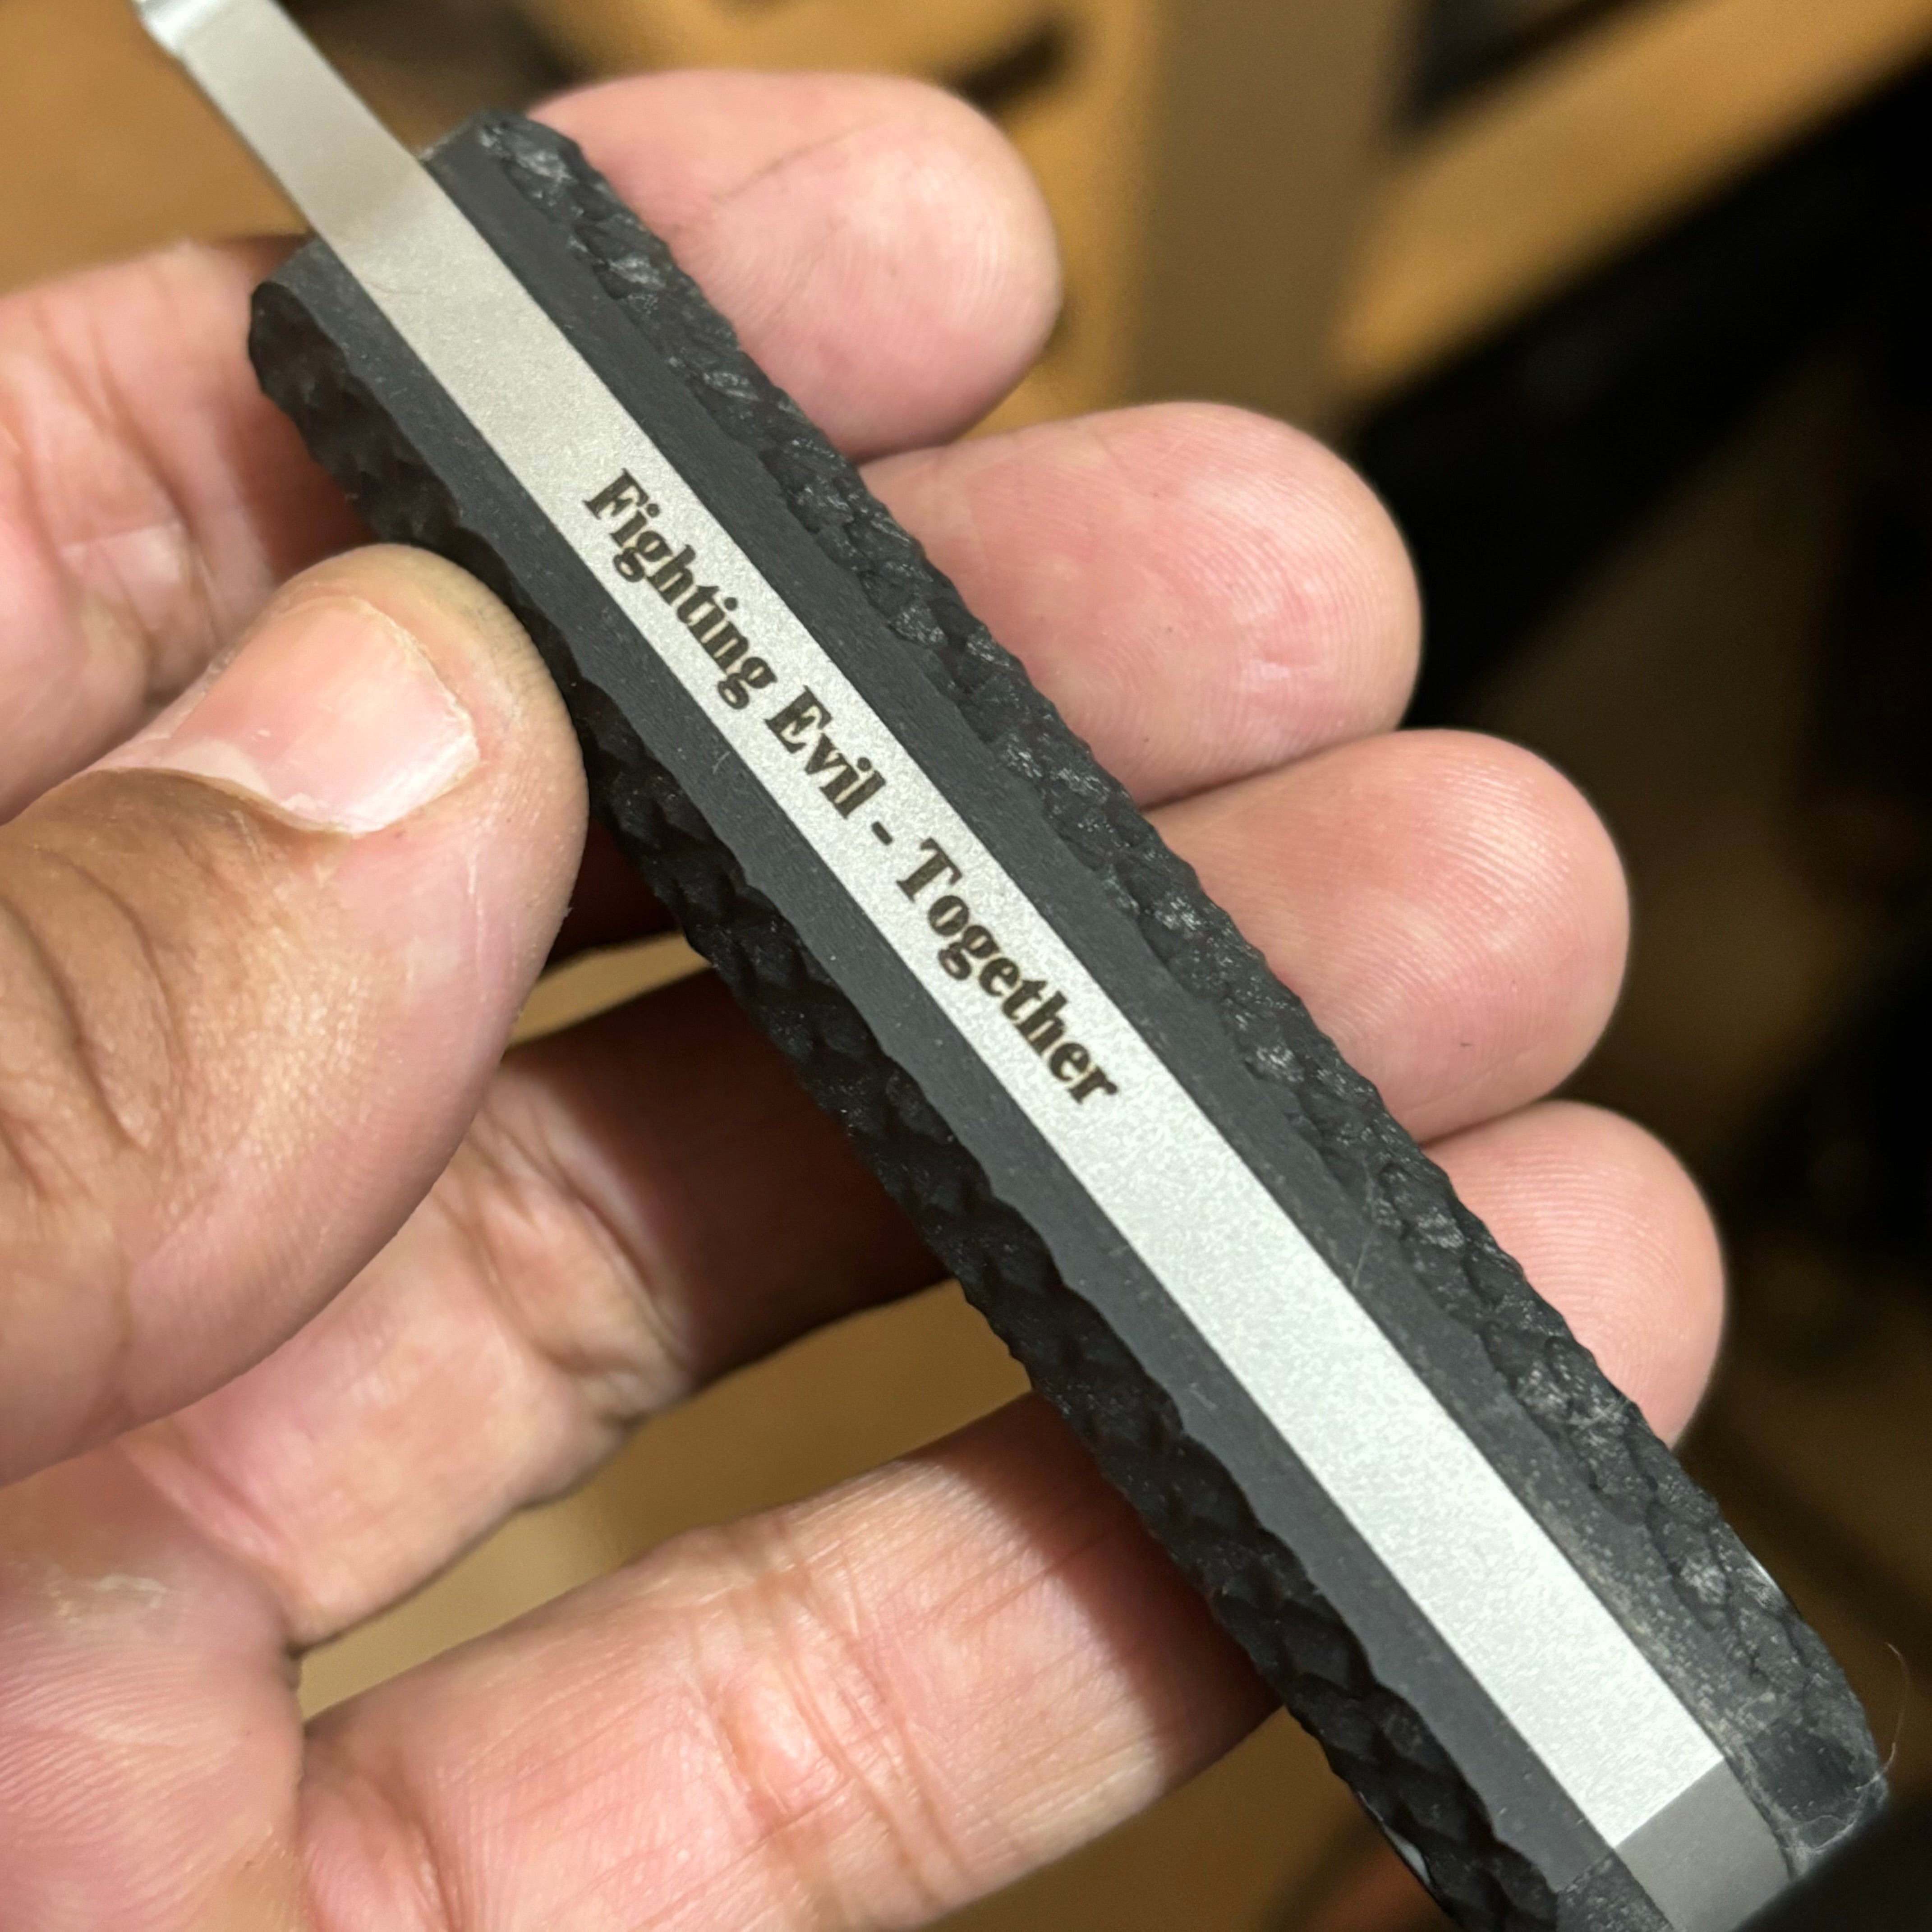 Fighting Evil - Together